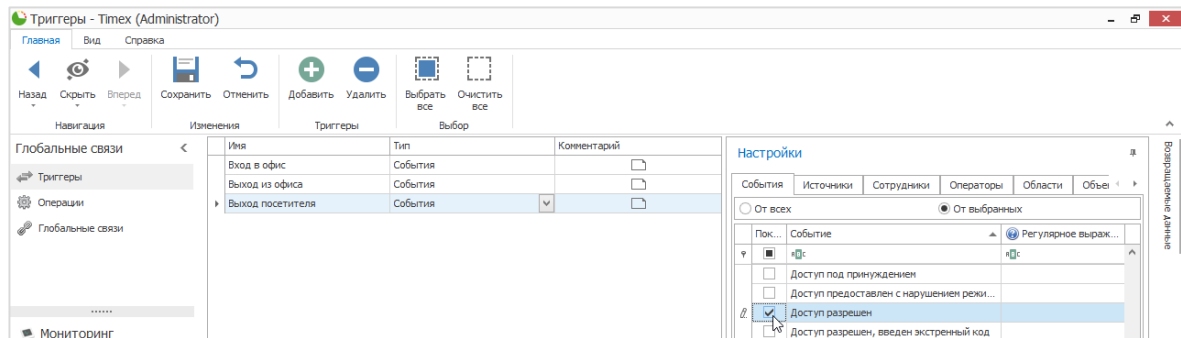 Триггеры - Timex (Administrator)
Главная Вид Справка
Назад Скрыть Вперед Сохранить Отменить Добавить Удалить Выбрать все Очистить все
Навигация Изменения Триггеры Выбор
Глобальные связи
Триггеры
Операции
Глобальные связи
Мониторинг
Имя Тип Комментарий
Вход в офис События
Выход из офиса События
Выход посетителя События
Настройки
События Источники Сотрудники Операторы Области Объе
От всех От выбранных
Пок... Событие Регулярное выраж...
Доступ под принуждением
Доступ предоставлен с нарушением режи...
Доступ разрешен
Доступ разрешен, введен экстренный код
Возвращаемые данные